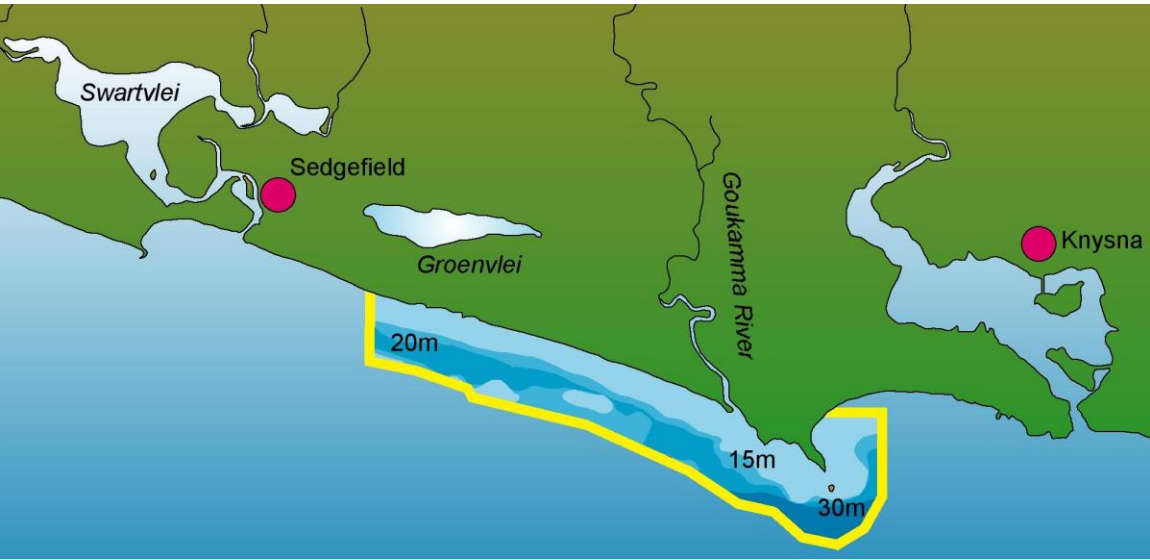 Swartvlei
Sedgefield
Groenvlei
Goukamma River
Knysna
20m
15m
30m